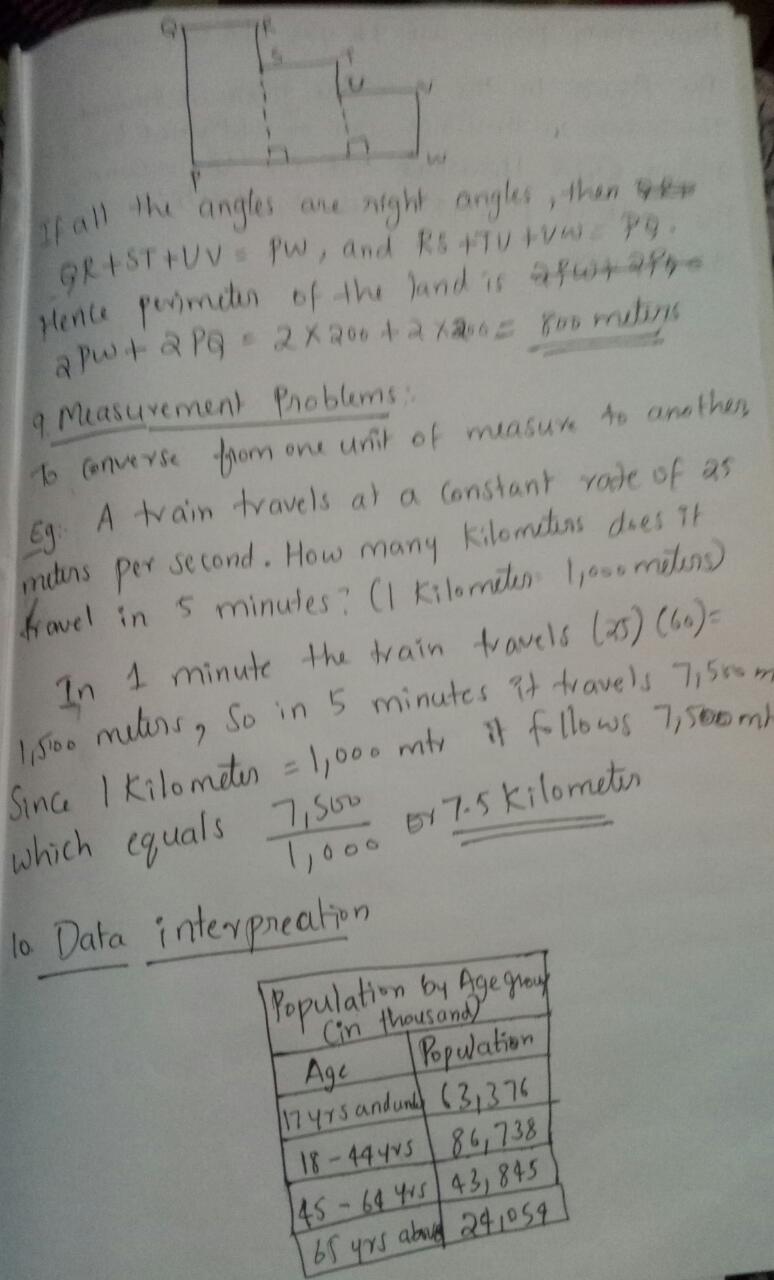 Q R
S T
U V
P W
If all the angles are right angles, then
QR+ST+UV = PW, and RS+TU+VW = PQ.
Hence perimeter of the land is 2PW+2PQ
2PW+2PQ = 2x200+2x200= 800 meters
9. Measurement Problems:
To Converse from one unit of measure to another
Eg:- A train travels at a constant rate of 25
meters per second. How many Kilometers does it
travel in 5 minutes? (1 Kilometer= 1,000 meters)
In 1 minute the train travels (25) (60)=
1,500 meters, So in 5 minutes it travels 7,500 m
Since 1 Kilometer = 1,000 mtr it follows 7,500 mt
which equals 7,500/1,000 or 7.5 Kilometer
10 Data interpreation
Population by Age group
(in thousand)
Age Population
17 yrs and und 63,376
18-44 yrs 86,738
45-64 yrs 43,845
65 yrs above 24,054